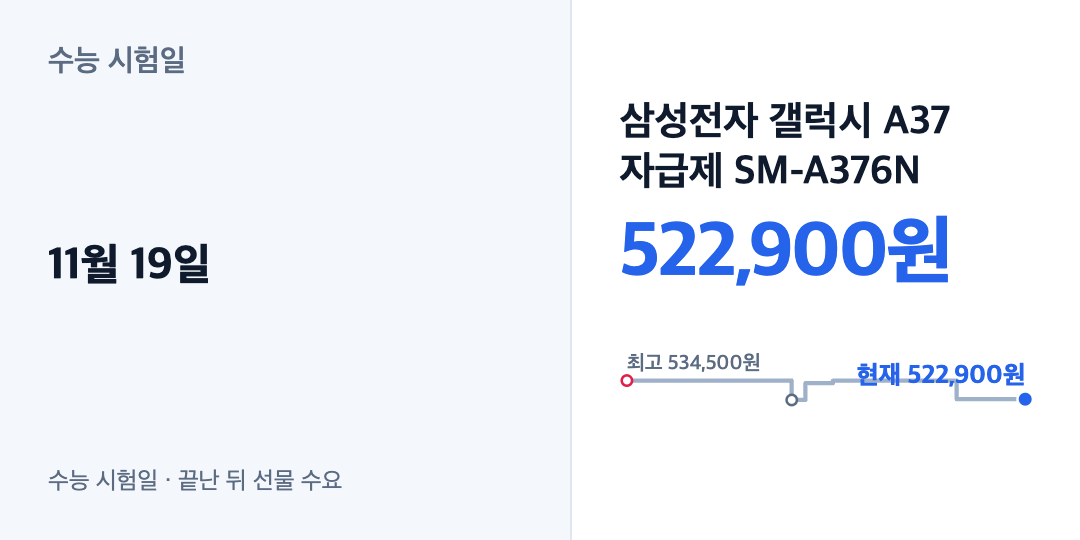 수능 시험일
11월 19일
수능 시험일 · 끝난 뒤 선물 수요
삼성전자 갤럭시 A37
자급제 SM-A376N
522,900원
최고 534,500원
현재 522,900원